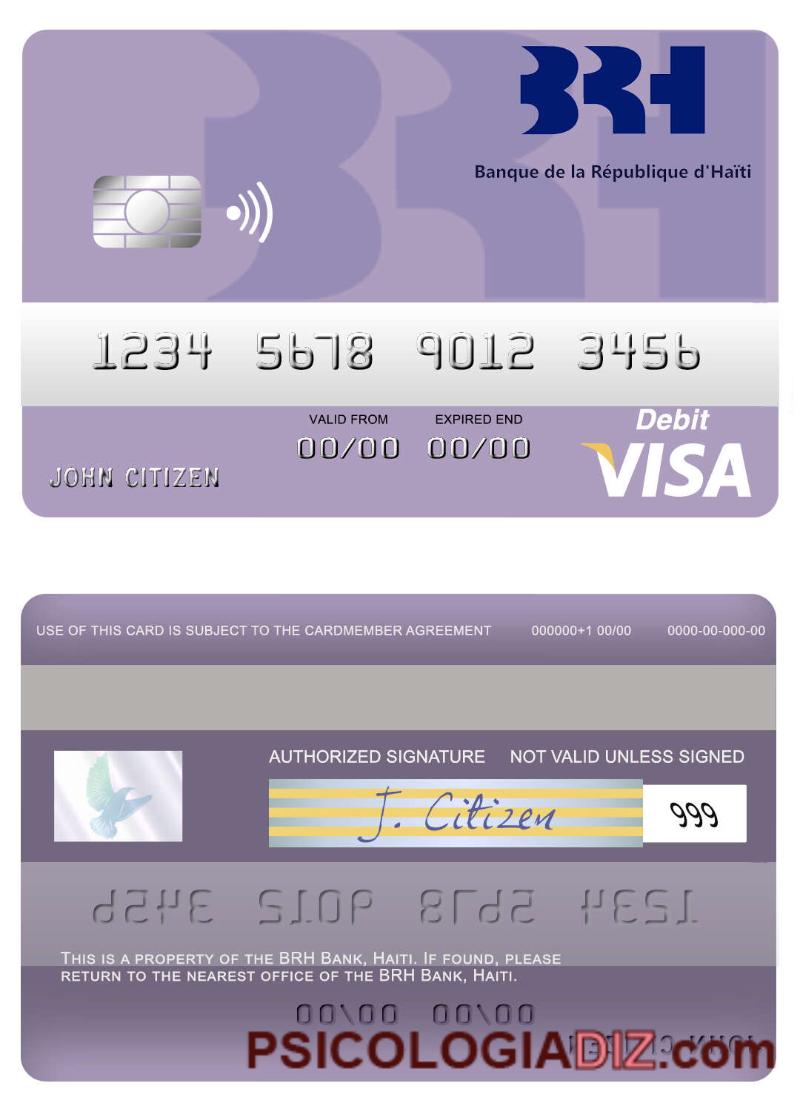 BRH
BRH
Banque de la République d'Haïti
1234 5678 9012 3456
VALID FROM EXPIRED END
00/00 00/00
Debit
VISA
JOHN CITIZEN
USE OF THIS CARD IS SUBJECT TO THE CARDMEMBER AGREEMENT 000000+1 00/00 0000-00-000-00
AUTHORIZED SIGNATURE NOT VALID UNLESS SIGNED
J. Citizen
999
3456 9012 5678 1234
THIS IS A PROPERTY OF THE BRH BANK, HAITI. IF FOUND, PLEASE
RETURN TO THE NEAREST OFFICE OF THE BRH BANK, HAITI.
00/00 00/00
JOHN CITIZEN
PSICOLOGIADIZ.com